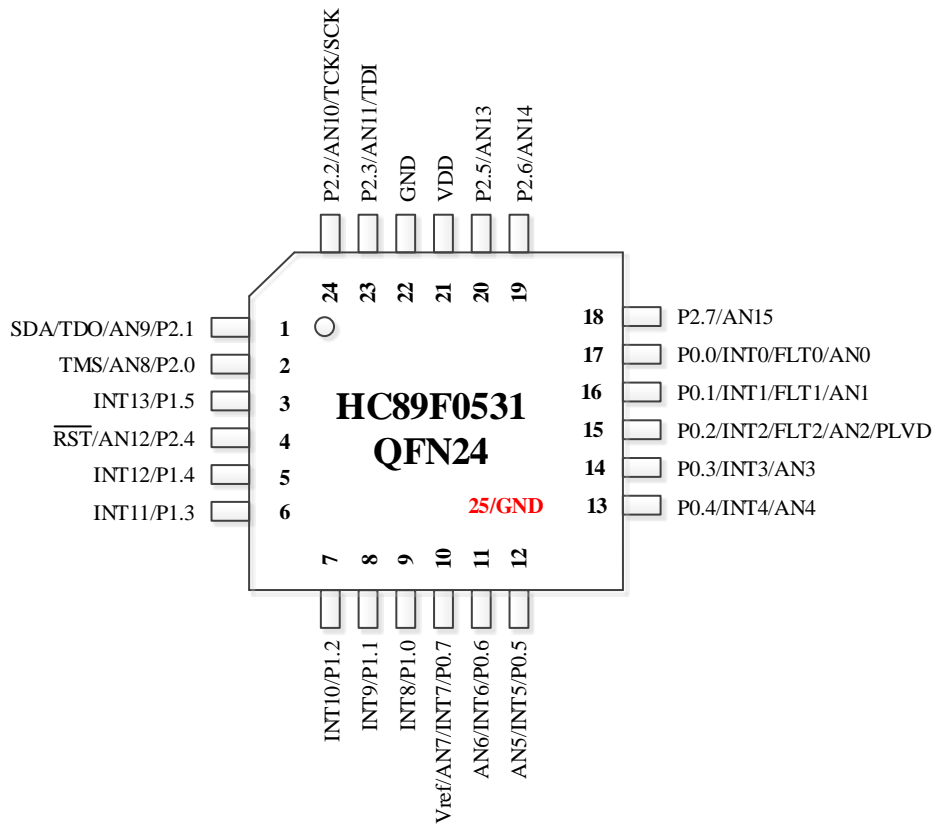 P2.2/AN10/TCK/SCK
P2.3/AN11/TDI
GND
VDD
P2.5/AN13
P2.6/AN14
24
23
22
21
20
19
SDA/TDO/AN9/P2.1
1
TMS/AN8/P2.0
2
INT13/P1.5
3
RST/AN12/P2.4
4
INT12/P1.4
5
INT11/P1.3
6
HC89F0531
QFN24
25/GND
18
P2.7/AN15
17
P0.0/INT0/FLT0/AN0
16
P0.1/INT1/FLT1/AN1
15
P0.2/INT2/FLT2/AN2/PLVD
14
P0.3/INT3/AN3
13
P0.4/INT4/AN4
7
8
9
10
11
12
INT10/P1.2
INT9/P1.1
INT8/P1.0
Vref/AN7/INT7/P0.7
AN6/INT6/P0.6
AN5/INT5/P0.5